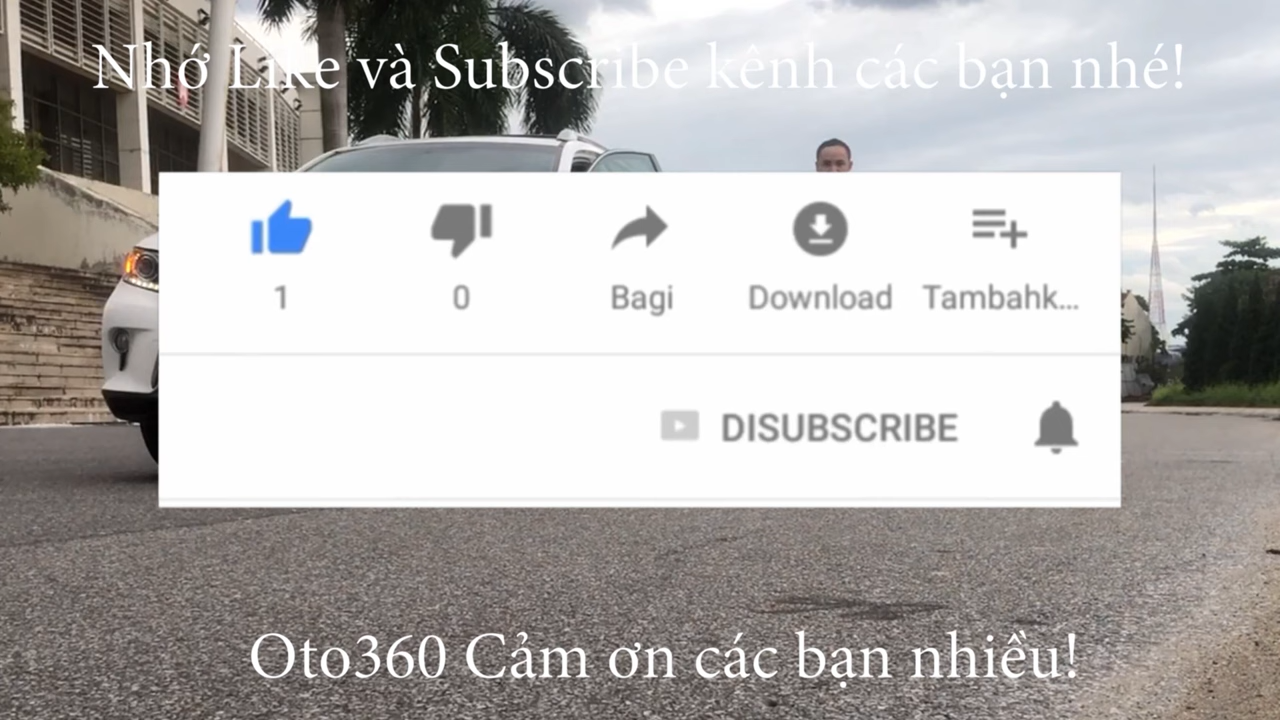 Nhớ Like và Subscribe kênh các bạn nhé!
1 0 Bagi Download Tambahk...
DISUBSCRIBE
Oto360 Cảm ơn các bạn nhiều!